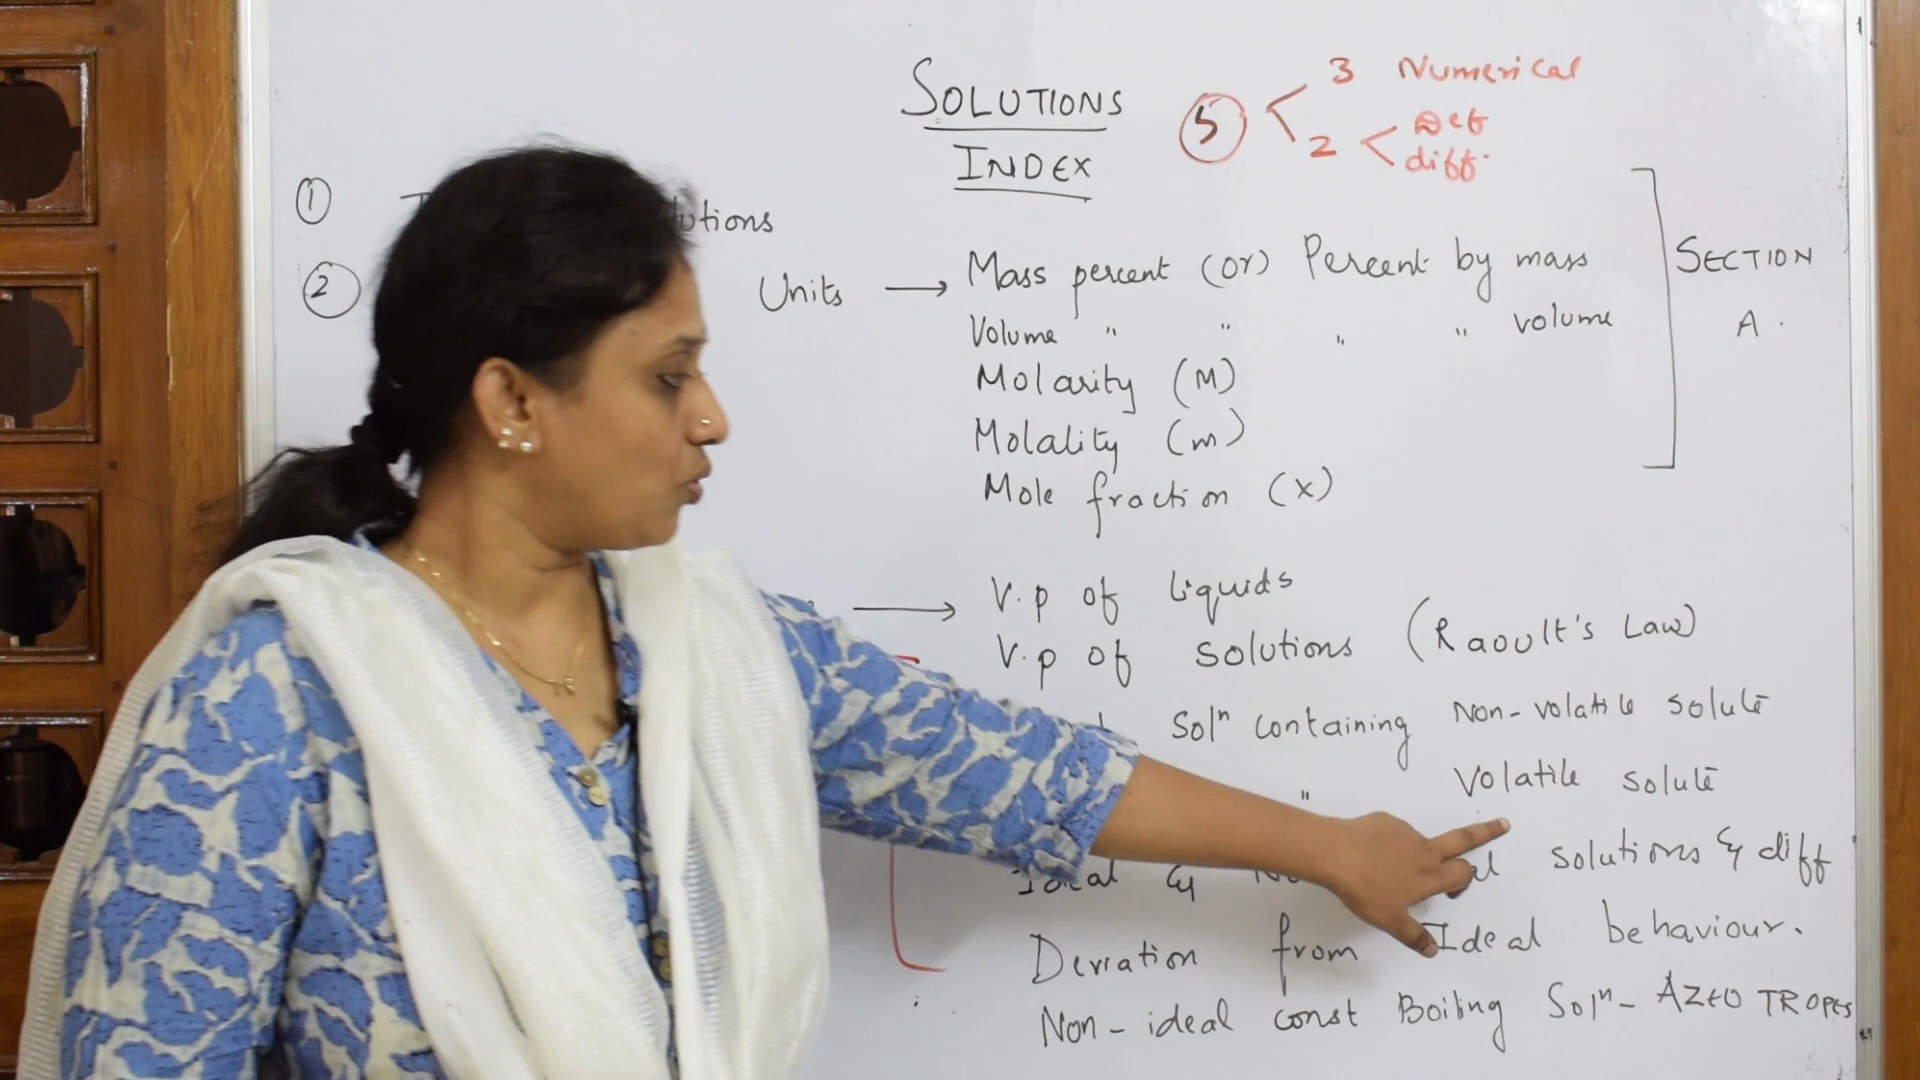 SOLUTIONS
INDEX
5 < 3 Numerical
2 < Def
diff.
1
2 Units → Mass percent (or) Percent by mass
Volume " " " " volume
Molarity (M)
Molality (m)
Mole fraction (x)
SECTION
A.
→ V.p of liquids
V.p of solutions (Raoult's Law)
Solⁿ containing Non-volatile solute
" Volatile solute
Ideal & solutions & diff
Deviation from Ideal behaviour.
Non-ideal const Boiling Solⁿ- AZEOTROPES